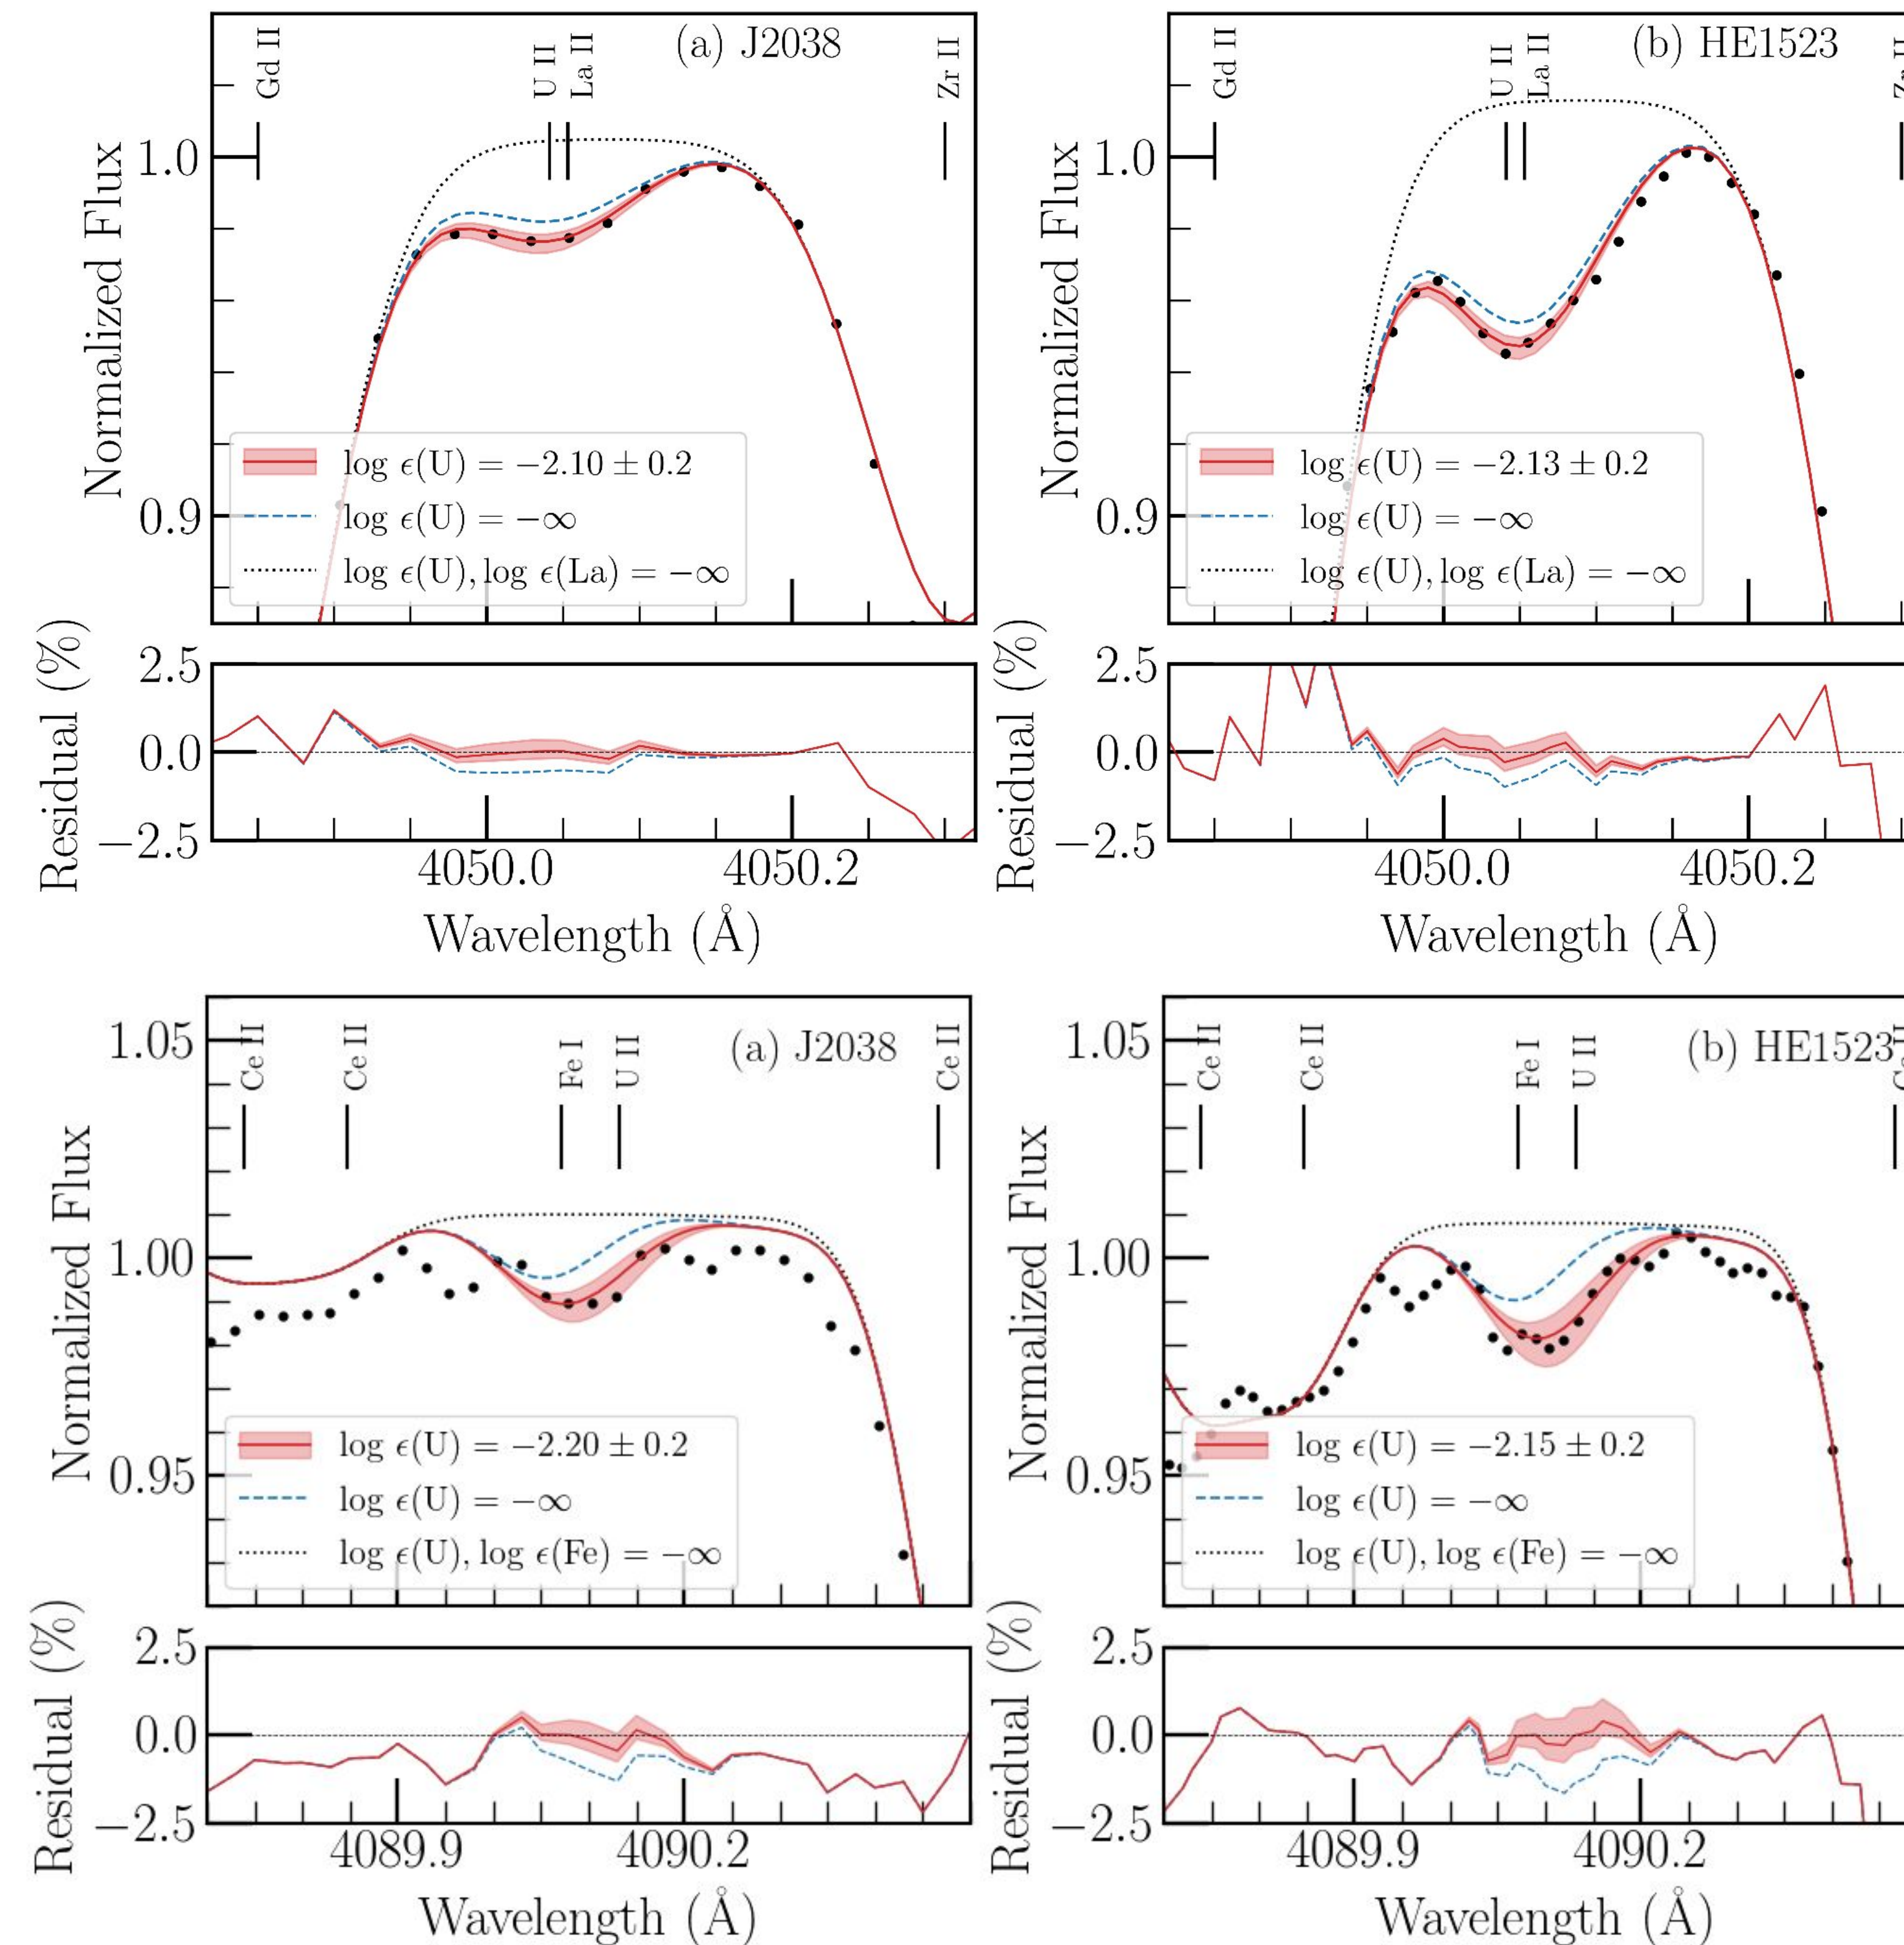 (a) J2038
Gd II
U II
La II
Zr II
Normalized Flux
1.0
0.9
log ϵ(U) = −2.10 ± 0.2
log ϵ(U) = −∞
log ϵ(U), log ϵ(La) = −∞
Residual (%)
2.5
0.0
−2.5
4050.0 4050.2
Wavelength (Å)
(b) HE1523
Gd II
U II
La II
Zr II
Normalized Flux
1.0
0.9
log ϵ(U) = −2.13 ± 0.2
log ϵ(U) = −∞
log ϵ(U), log ϵ(La) = −∞
Residual (%)
2.5
0.0
−2.5
4050.0 4050.2
Wavelength (Å)
(a) J2038
Ce II
Ce II
Fe I
U II
Ce II
Normalized Flux
1.05
1.00
0.95
log ϵ(U) = −2.20 ± 0.2
log ϵ(U) = −∞
log ϵ(U), log ϵ(Fe) = −∞
Residual (%)
2.5
0.0
−2.5
4089.9 4090.2
Wavelength (Å)
(b) HE1523
Ce II
Ce II
Fe I
U II
Normalized Flux
1.05
1.00
0.95
log ϵ(U) = −2.15 ± 0.2
log ϵ(U) = −∞
log ϵ(U), log ϵ(Fe) = −∞
Residual (%)
2.5
0.0
−2.5
4089.9 4090.2
Wavelength (Å)